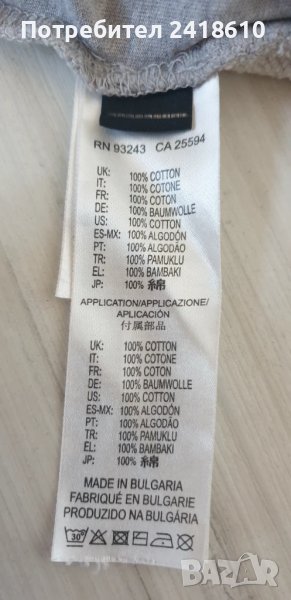 Потребител 2418610
RN 93243 CA 25594
UK: 100% COTTON
IT: 100% COTONE
FR: 100% COTON
DE: 100% BAUMWOLLE
US: 100% COTTON
ES-MX: 100% ALGODÓN
PT: 100% ALGODÃO
TR: 100% PAMUKLU
EL: 100% BAMBAKI
JP: 100% 綿
APPLICATION/APPLICAZIONE/
APLICACIÓN
付属部品
UK: 100% COTTON
IT: 100% COTONE
FR: 100% COTON
DE: 100% BAUMWOLLE
US: 100% COTTON
ES-MX: 100% ALGODÓN
PT: 100% ALGODÃO
TR: 100% PAMUKLU
EL: 100% BAMBAKI
JP: 100% 綿
MADE IN BULGARIA
FABRIQUÉ EN BULGARIE
PRODUZIDO NA BULGÁRIA
30°
BAZAR